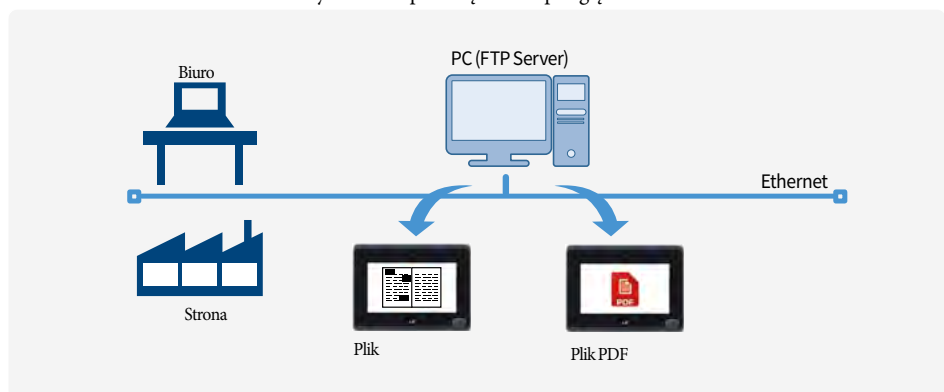 Biuro
PC (FTP Server)
Ethernet
Strona
PDF
Plik
Plik PDF